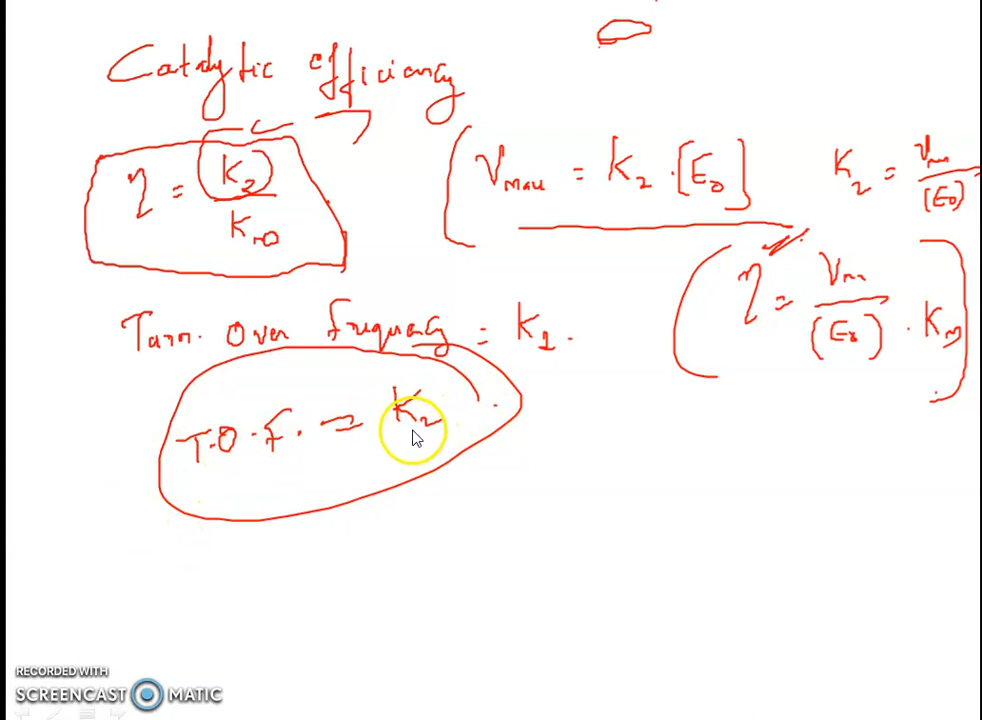 Catalytic efficiency
η = K2 / Km
Vmax = K2 · [E0]
K2 = Vm / [E0]
η = Vm / [E0] · Km
Turn Over frequency = K2.
T.O.F. = K2
RECORDED WITH
SCREENCAST MATIC